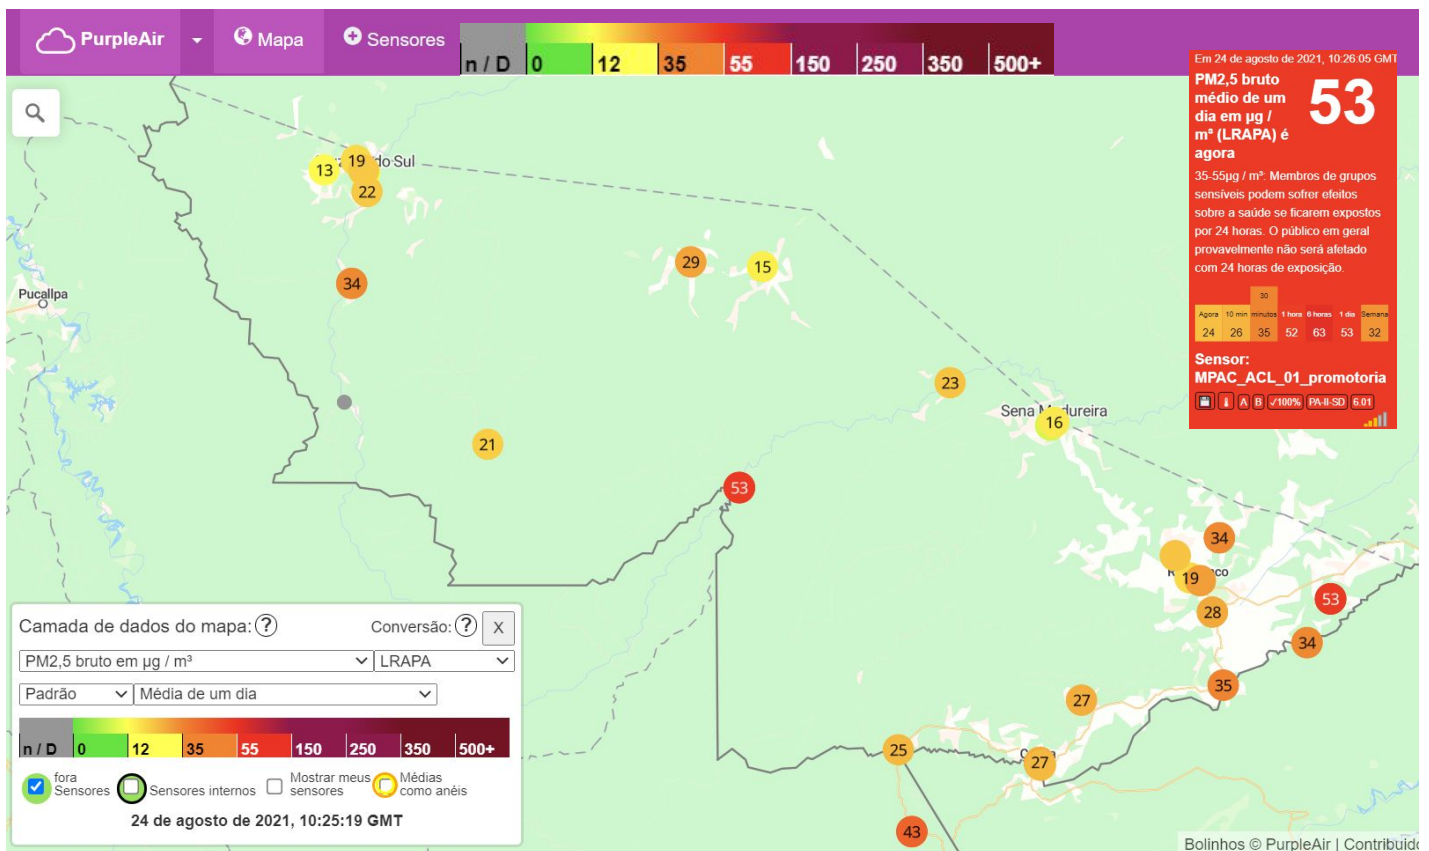 PurpleAir
Mapa
Sensores
n / D 0 12 35 55 150 250 350 500+
Em 24 de agosto de 2021, 10:26:05 GMT
PM2,5 bruto
médio de um
dia em µg /
m³ (LRAPA) é
agora
53
35-55µg / m³: Membros de grupos
sensíveis podem sofrer efeitos
sobre a saúde se ficarem expostos
por 24 horas. O público em geral
provavelmente não será afetado
com 24 horas de exposição.
Agora 10 min 30 minutos 1 hora 6 horas 1 dia Semana
24 26 35 52 63 53 32
Sensor:
MPAC_ACL_01_promotoria
A B ✓100% PA-II-SD 6.01
do Sul
13
19
22
34
29
15
Pucallpa
23
Sena M dureira
16
21
53
34
19
co
28
53
34
35
27
25
27
43
Camada de dados do mapa: ?
Conversão: ? X
PM2,5 bruto em µg / m³
LRAPA
Padrão
Média de um dia
n / D 0 12 35 55 150 250 350 500+
fora
Sensores
Sensores internos
Mostrar meus
sensores
Médias
como anéis
24 de agosto de 2021, 10:25:19 GMT
Bolinhos © PurpleAir | Contribuido